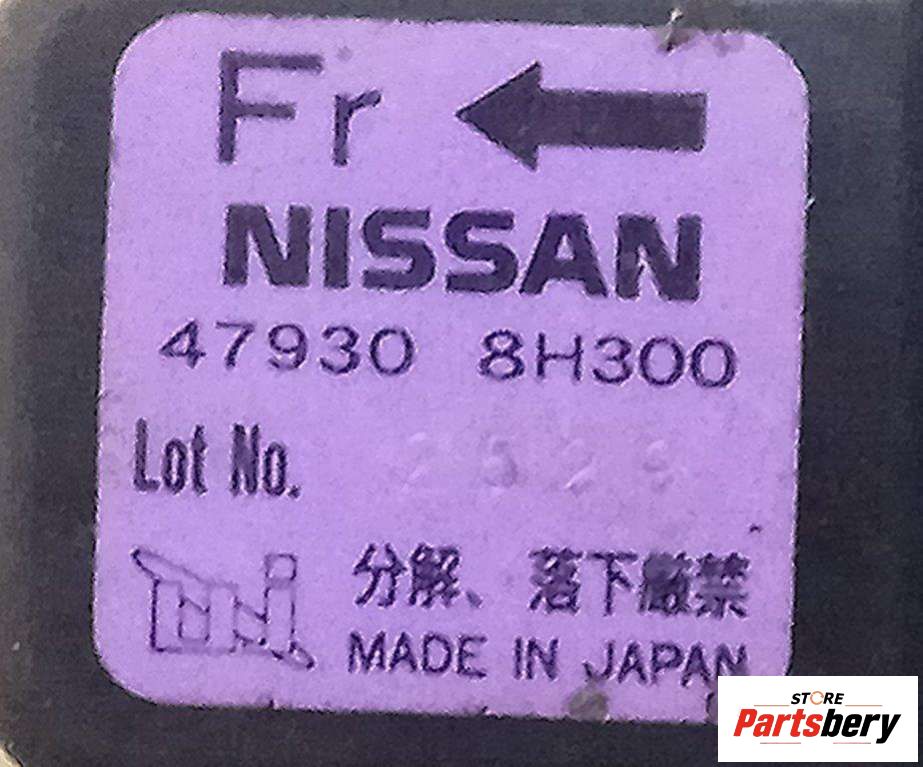 Fr
NISSAN
47930 8H300
Lot No.
分解、落下厳禁
MADE IN JAPAN
STORE
Partsbery